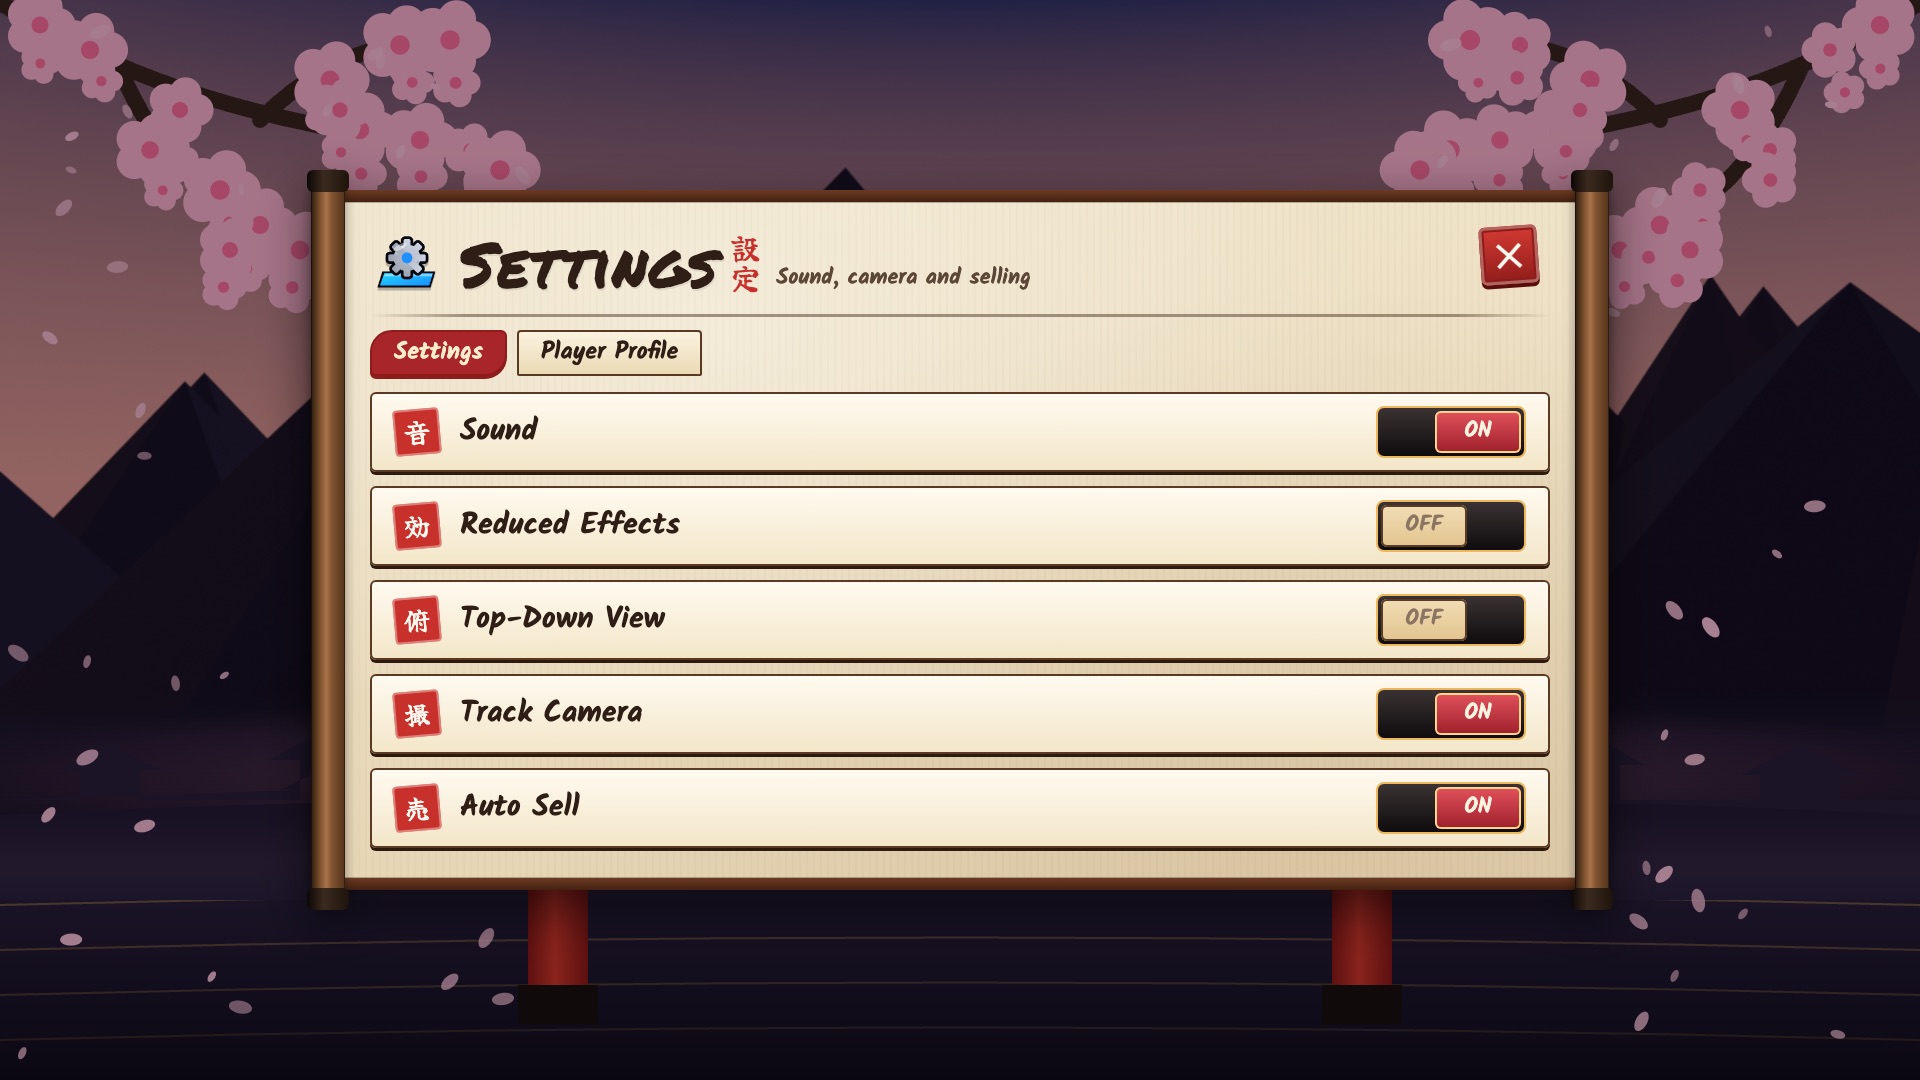 Settings
設定
Sound, camera and selling
Settings
Player Profile
音
Sound
ON
効
Reduced Effects
OFF
俯
Top-Down View
OFF
撮
Track Camera
ON
売
Auto Sell
ON